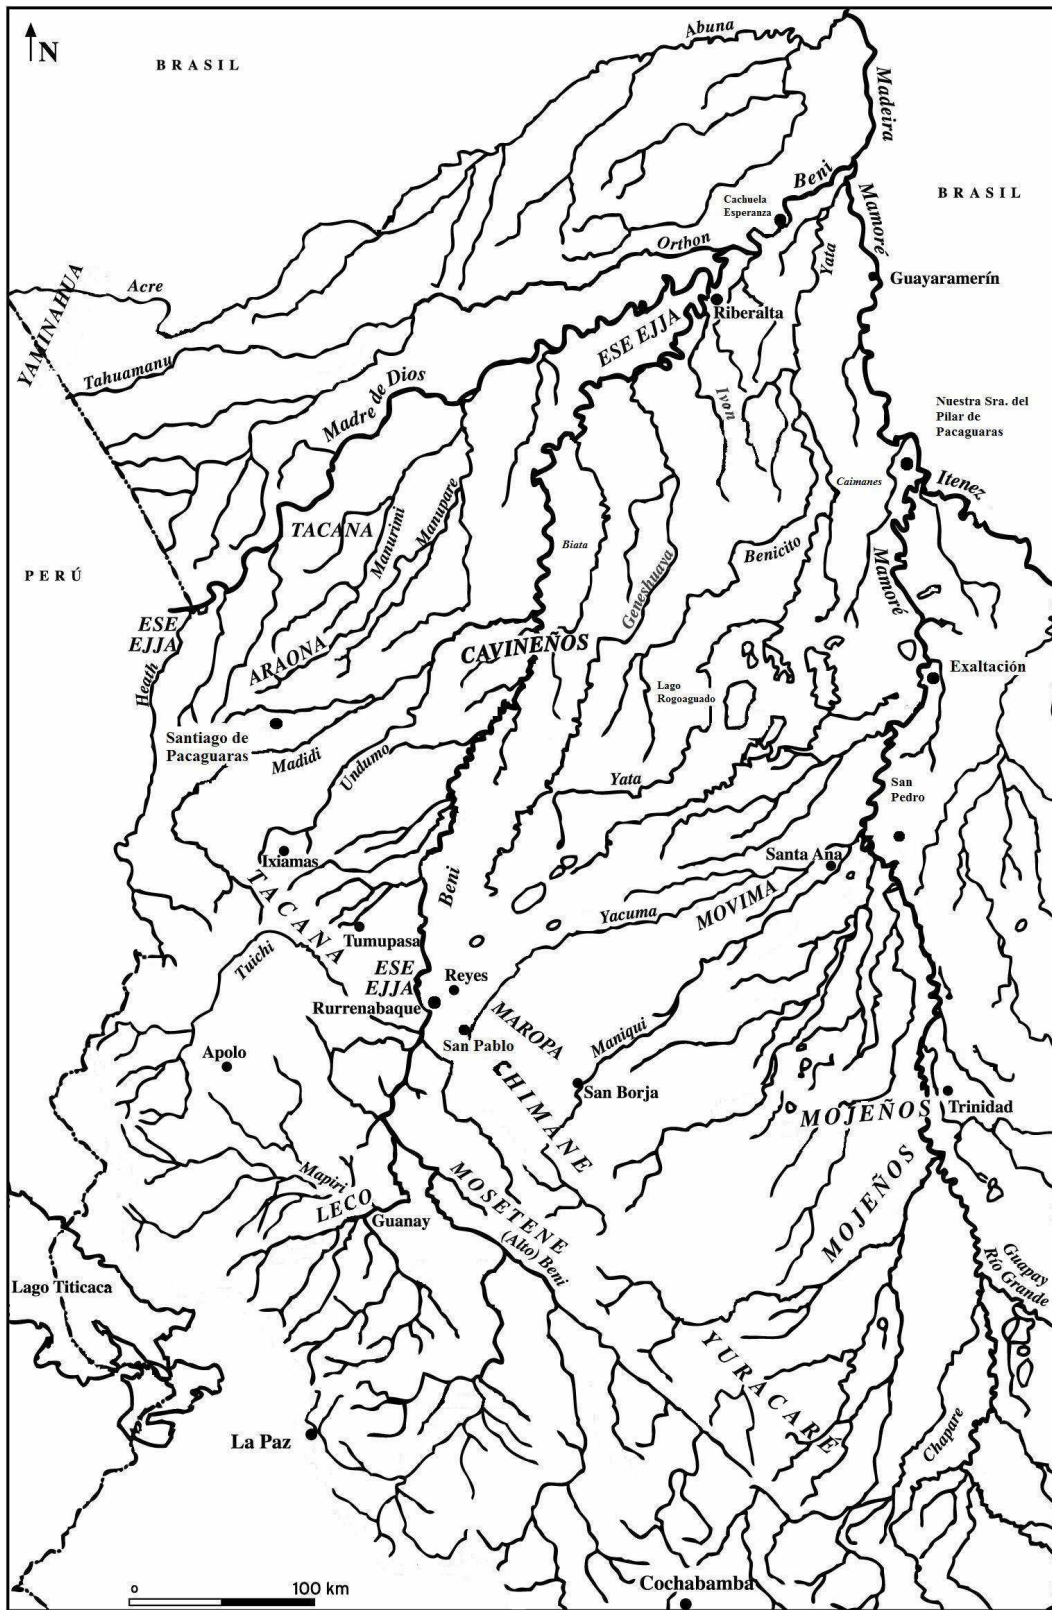 Abuna
N
BRASIL
Madeira
Beni
BRASIL
Cachuela
Esperanza
Mamoré
Orthon
Yata
Acre
Guayaramerín
YAMINAHUA
Riberalta
ESE EJJA
Tahuamanu
Madre de Dios
Ivon
Nuestra Sra. del
Pilar de
Pacaguaras
Itenez
Caimanes
TACANA
Manurimi
Manupare
Biata
Benicito
PERÚ
Geneshuaya
Mamoré
ESE
EJJA
ARAONA
CAVINEÑOS
Heath
Exaltación
Lago
Rogoaguado
Santiago de
Pacaguaras
Madidi
Undumo
Yata
San
Pedro
Ixiamas
Santa Ana
TACANA
Beni
Yacuma
MOVIMA
Tumupasa
Tuichi
ESE
EJJA
Reyes
Rurrenabaque
MAROPA
Maniqui
San Pablo
Apolo
CHIMANE
San Borja
MOJEÑOS
Trinidad
Mapiri
LECO
MOSETENE
MOJEÑOS
Guanay
(Alto) Beni
Guapay
Río Grande
Lago Titicaca
YURACARÉ
Chapare
La Paz
Cochabamba
0
100 km